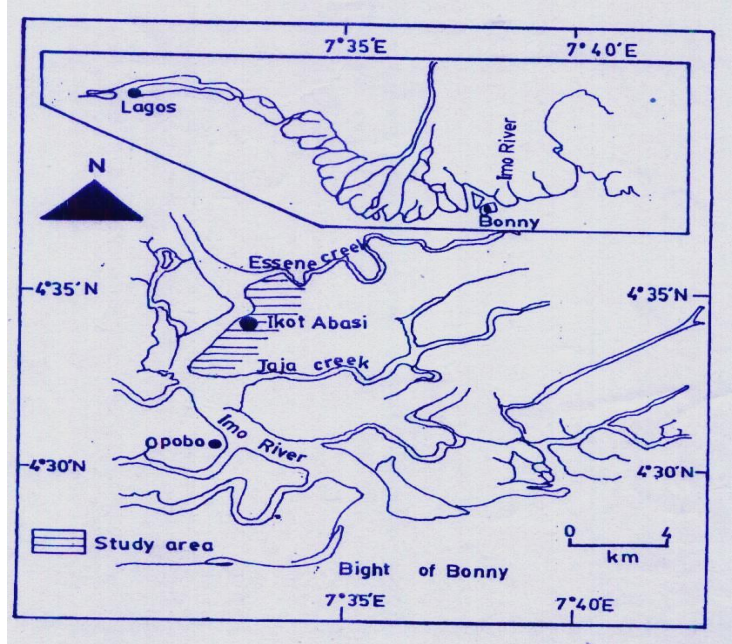 7°35'E 7°40'E
Lagos
Imo River
Bonny
N
Essene creek
4°35'N 4°35'N
Ikot Abasi
Jaja creek
Imo River
Opobo
4°30'N 4°30'N
0 4
km
Study area
Bight of Bonny
7°35'E 7°40'E